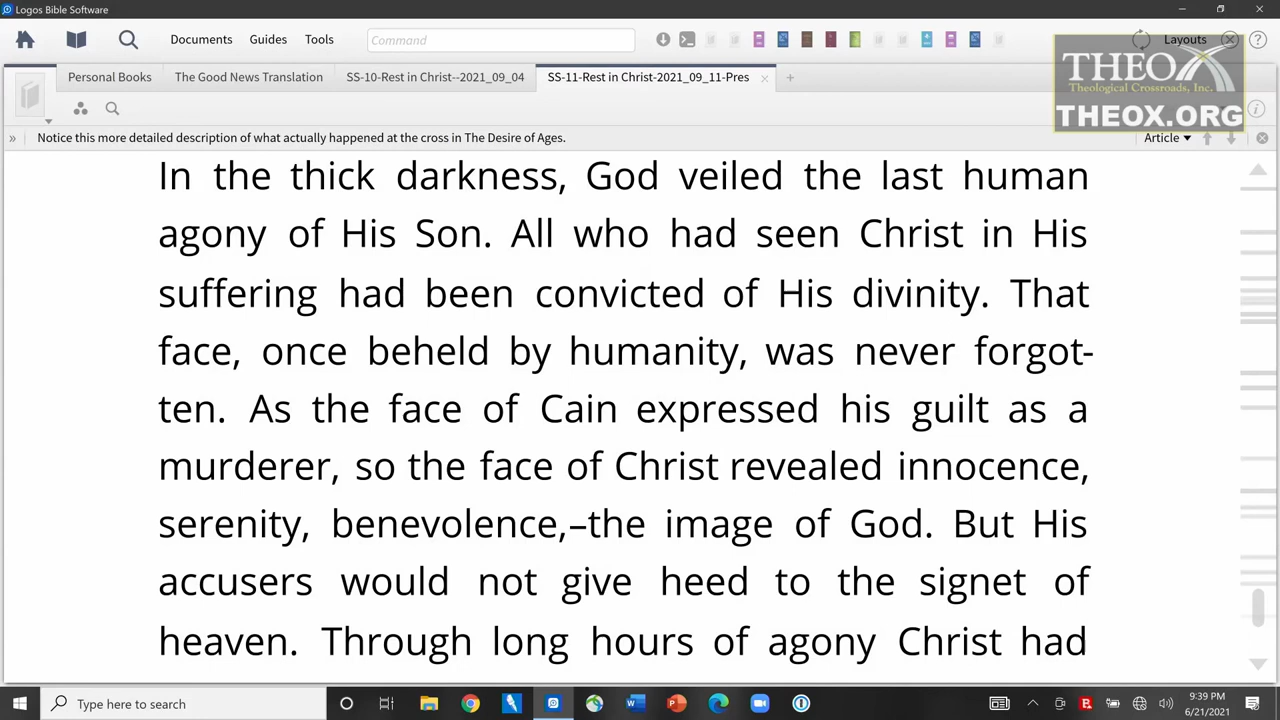 Logos Bible Software
Documents Guides Tools Command Layouts
THEOX
Theological Crossroads, Inc.
THEOX.ORG
Personal Books The Good News Translation SS-10-Rest in Christ--2021_09_04 SS-11-Rest in Christ-2021_09_11-Pres
Notice this more detailed description of what actually happened at the cross in The Desire of Ages. Article
In the thick darkness, God veiled the last human
agony of His Son. All who had seen Christ in His
suffering had been convicted of His divinity. That
face, once beheld by humanity, was never forgot-
ten. As the face of Cain expressed his guilt as a
murderer, so the face of Christ revealed innocence,
serenity, benevolence,–the image of God. But His
accusers would not give heed to the signet of
heaven. Through long hours of agony Christ had
Type here to search
9:39 PM
6/21/2021